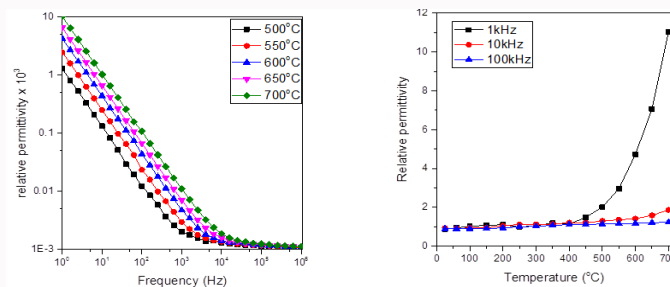 10
1
0.1
0.01
1E-3
relative permittivity x 10³
10⁰ 10¹ 10² 10³ 10⁴ 10⁵ 10⁶
Frequency (Hz)
500°C
550°C
600°C
650°C
700°C
12
10
8
6
4
2
0
Relative permittivity
0 100 200 300 400 500 600 700
Temperature (°C)
1kHz
10kHz
100kHz